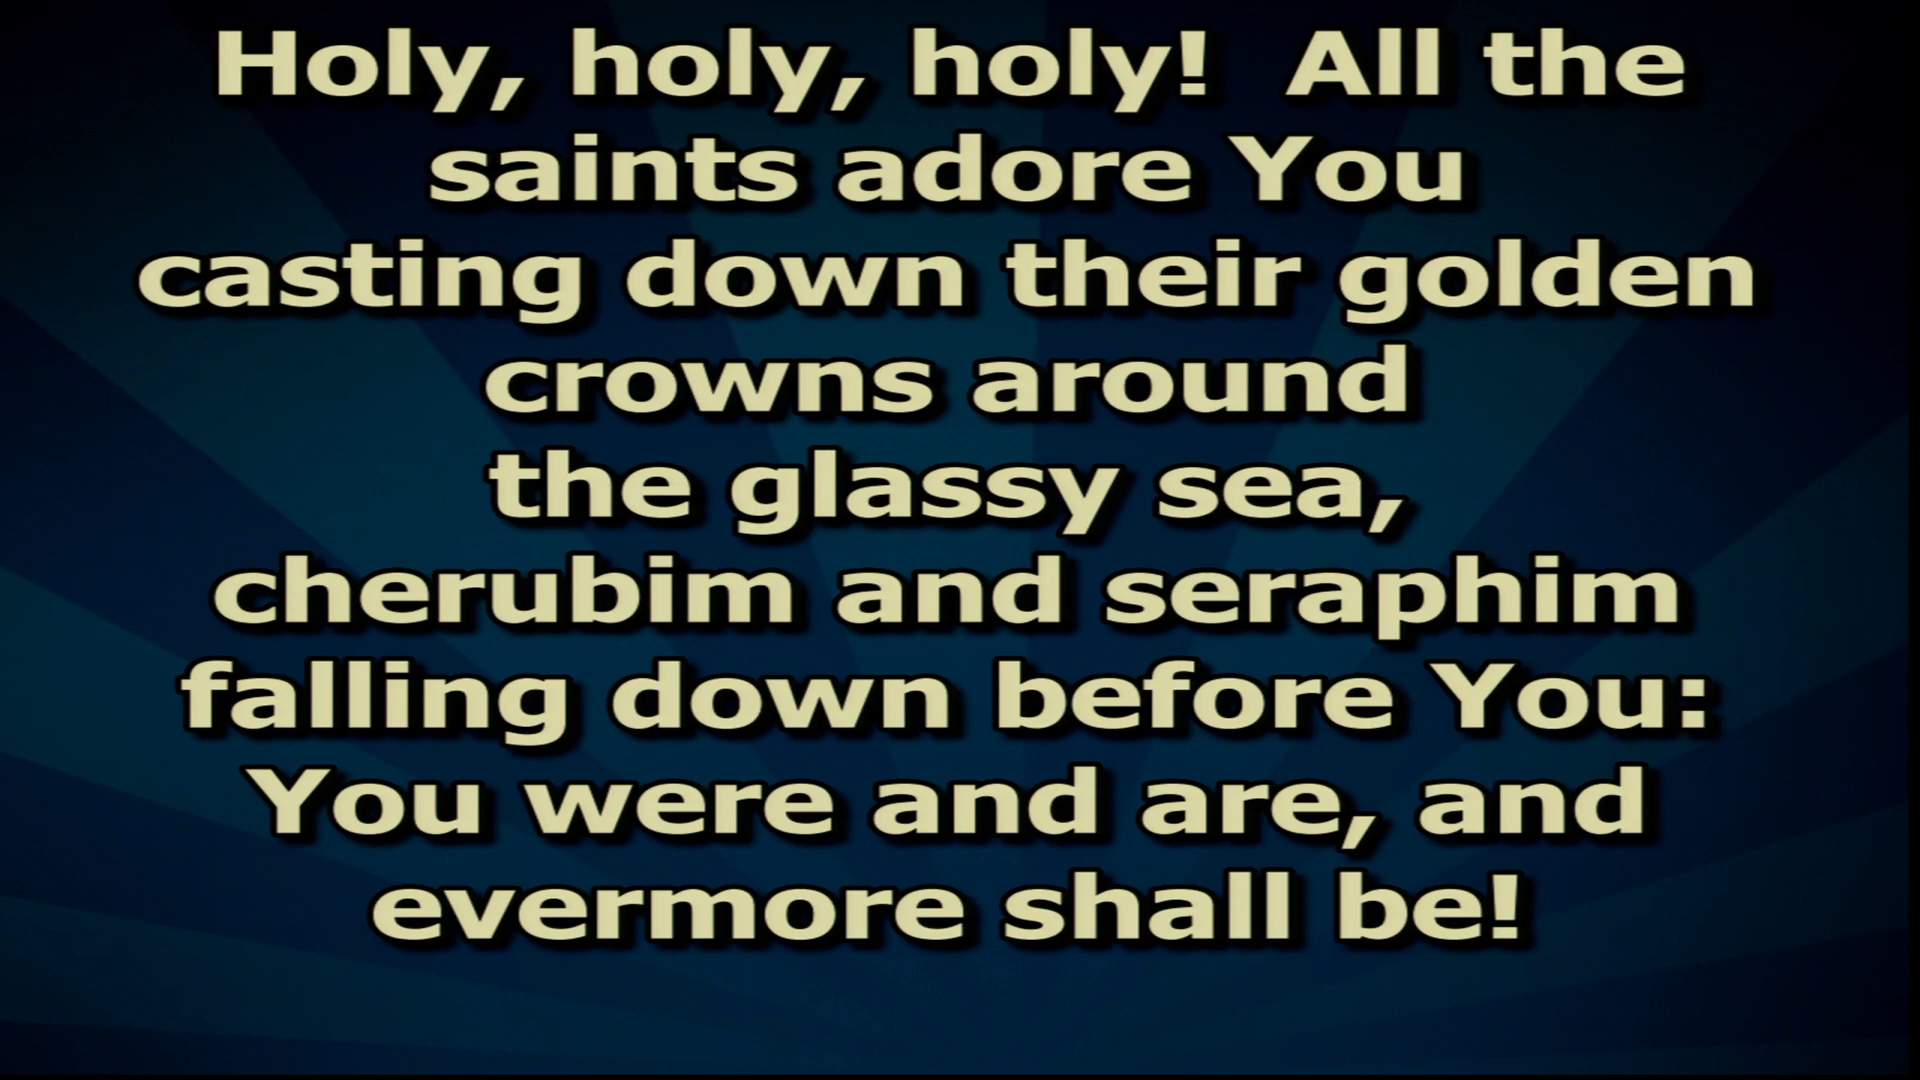 Holy, holy, holy!  All the
saints adore You
casting down their golden
crowns around
the glassy sea,
cherubim and seraphim
falling down before You:
You were and are, and
evermore shall be!